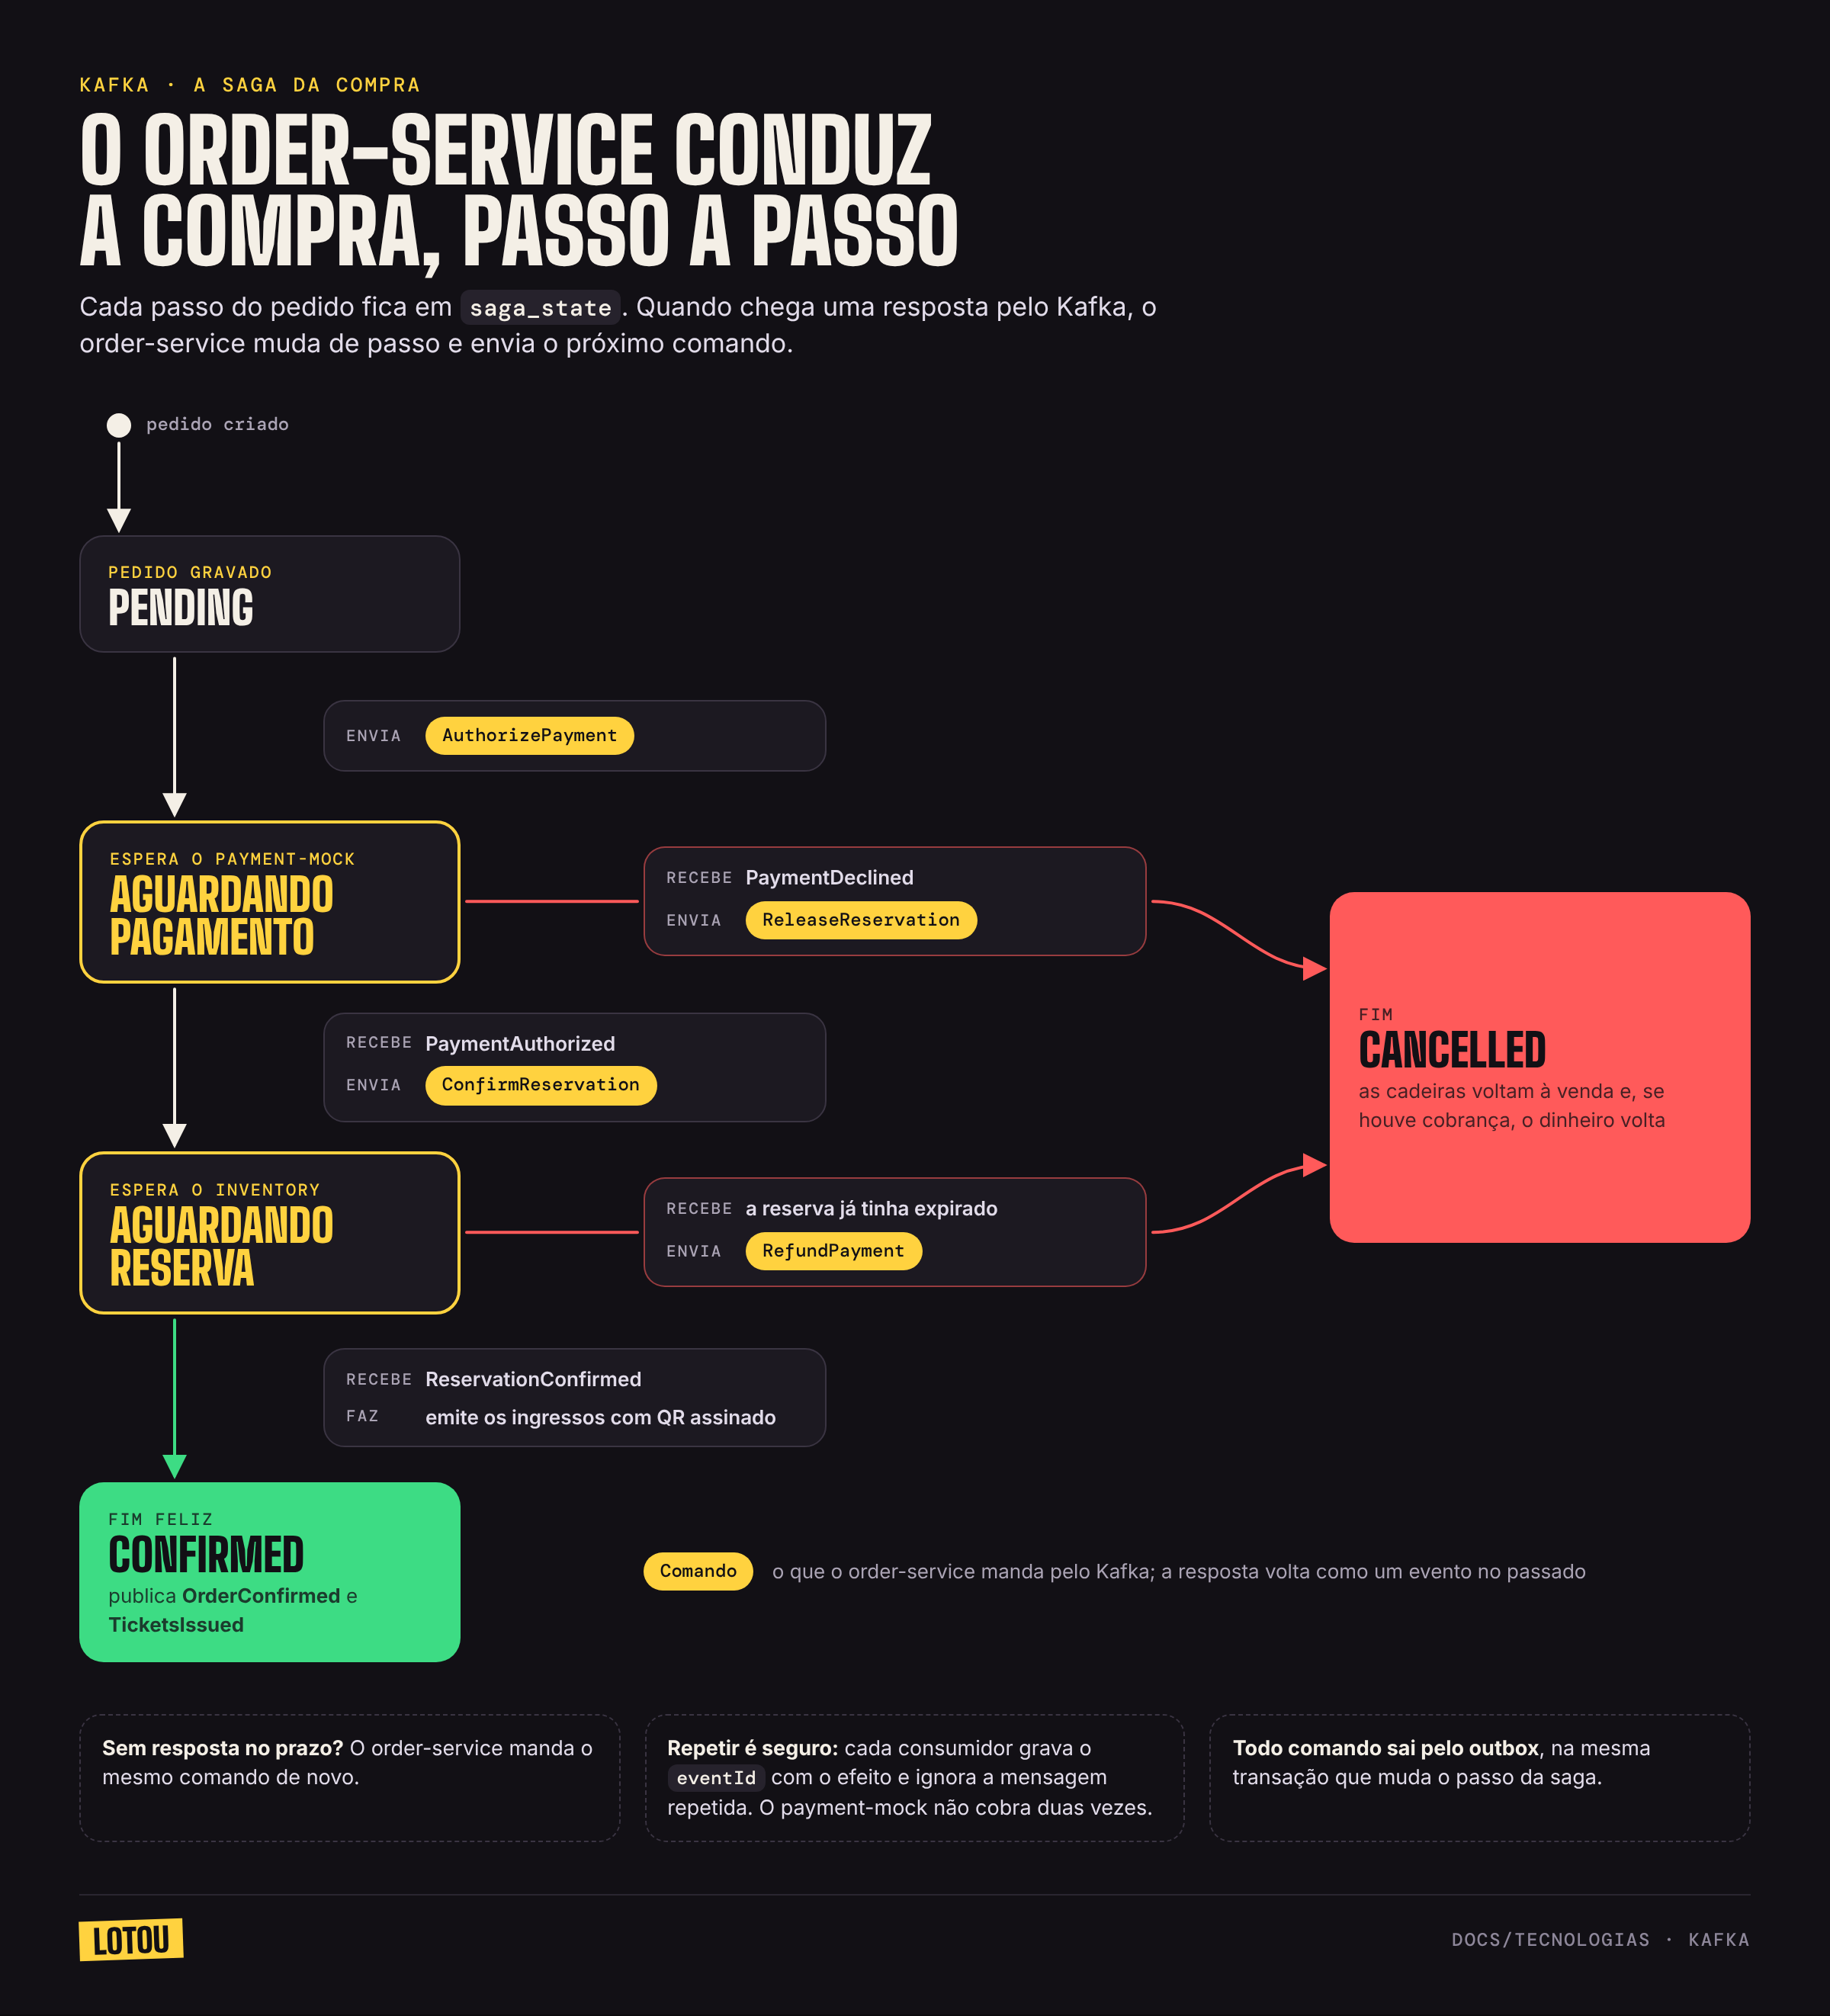 KAFKA · A SAGA DA COMPRA
O ORDER-SERVICE CONDUZ
A COMPRA, PASSO A PASSO
Cada passo do pedido fica em saga_state. Quando chega uma resposta pelo Kafka, o
order-service muda de passo e envia o próximo comando.
pedido criado
PEDIDO GRAVADO
PENDING
ENVIA AuthorizePayment
ESPERA O PAYMENT-MOCK
AGUARDANDO
PAGAMENTO
RECEBE PaymentDeclined
ENVIA ReleaseReservation
RECEBE PaymentAuthorized
ENVIA ConfirmReservation
FIM
CANCELLED
as cadeiras voltam à venda e, se
houve cobrança, o dinheiro volta
ESPERA O INVENTORY
AGUARDANDO
RESERVA
RECEBE a reserva já tinha expirado
ENVIA RefundPayment
RECEBE ReservationConfirmed
FAZ emite os ingressos com QR assinado
FIM FELIZ
CONFIRMED
publica OrderConfirmed e
TicketsIssued
Comando o que o order-service manda pelo Kafka; a resposta volta como um evento no passado
Sem resposta no prazo? O order-service manda o
mesmo comando de novo.
Repetir é seguro: cada consumidor grava o
eventId com o efeito e ignora a mensagem
repetida. O payment-mock não cobra duas vezes.
Todo comando sai pelo outbox, na mesma
transação que muda o passo da saga.
LOTOU
DOCS/TECNOLOGIAS · KAFKA